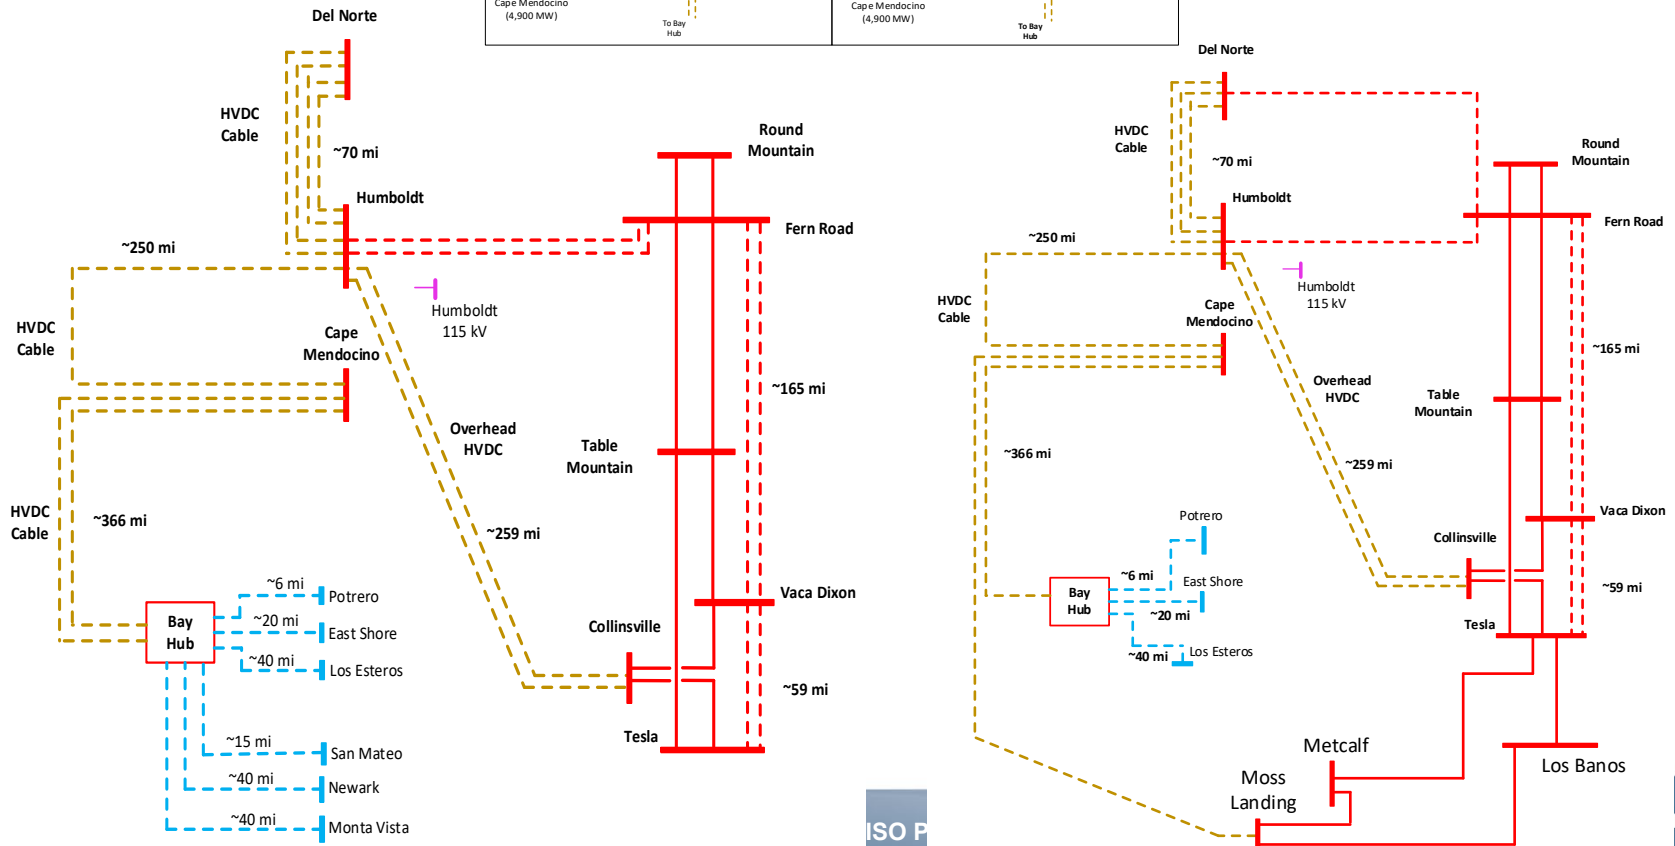 Cape Mendocino
(4,900 MW)
To Bay
Hub
Cape Mendocino
(4,900 MW)
To Bay
Hub
Del Norte
HVDC
Cable
~70 mi
Round
Mountain
Humboldt
Fern Road
~250 mi
Humboldt
115 kV
HVDC
Cable
Cape
Mendocino
~165 mi
Overhead
HVDC
Table
Mountain
HVDC
Cable
~366 mi
~259 mi
~6 mi
Potrero
Bay
Hub
~20 mi
East Shore
~40 mi
Los Esteros
Vaca Dixon
Collinsville
~59 mi
Tesla
~15 mi
San Mateo
~40 mi
Newark
~40 mi
Monta Vista
Del Norte
HVDC
Cable
~70 mi
Round
Mountain
Humboldt
Fern Road
~250 mi
Humboldt
115 kV
HVDC
Cable
Cape
Mendocino
~165 mi
Overhead
HVDC
Table
Mountain
~366 mi
~259 mi
Potrero
Vaca Dixon
Collinsville
~6 mi
East Shore
Bay
Hub
~20 mi
~59 mi
Tesla
~40 mi
Los Esteros
Metcalf
Los Banos
Moss
Landing
ISO P